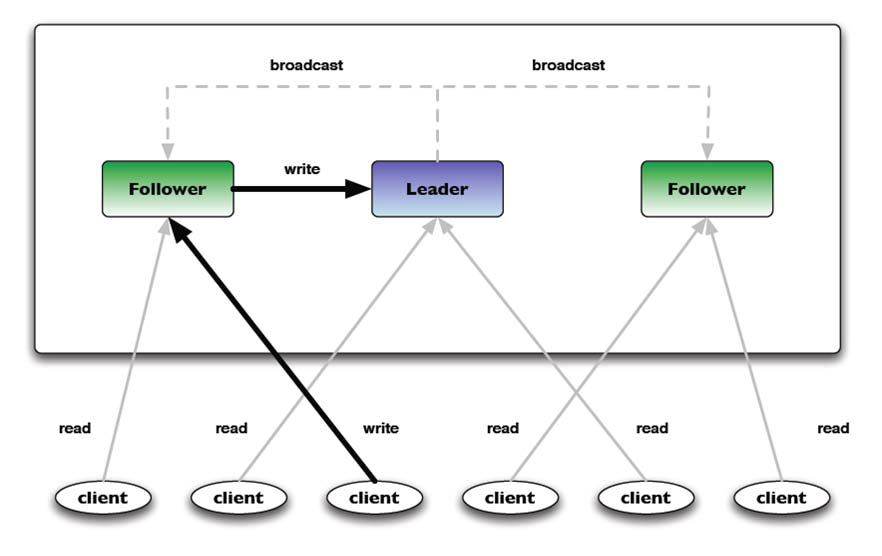 broadcast
broadcast
write
Follower
Leader
Follower
read
read
write
read
read
read
client
client
client
client
client
client